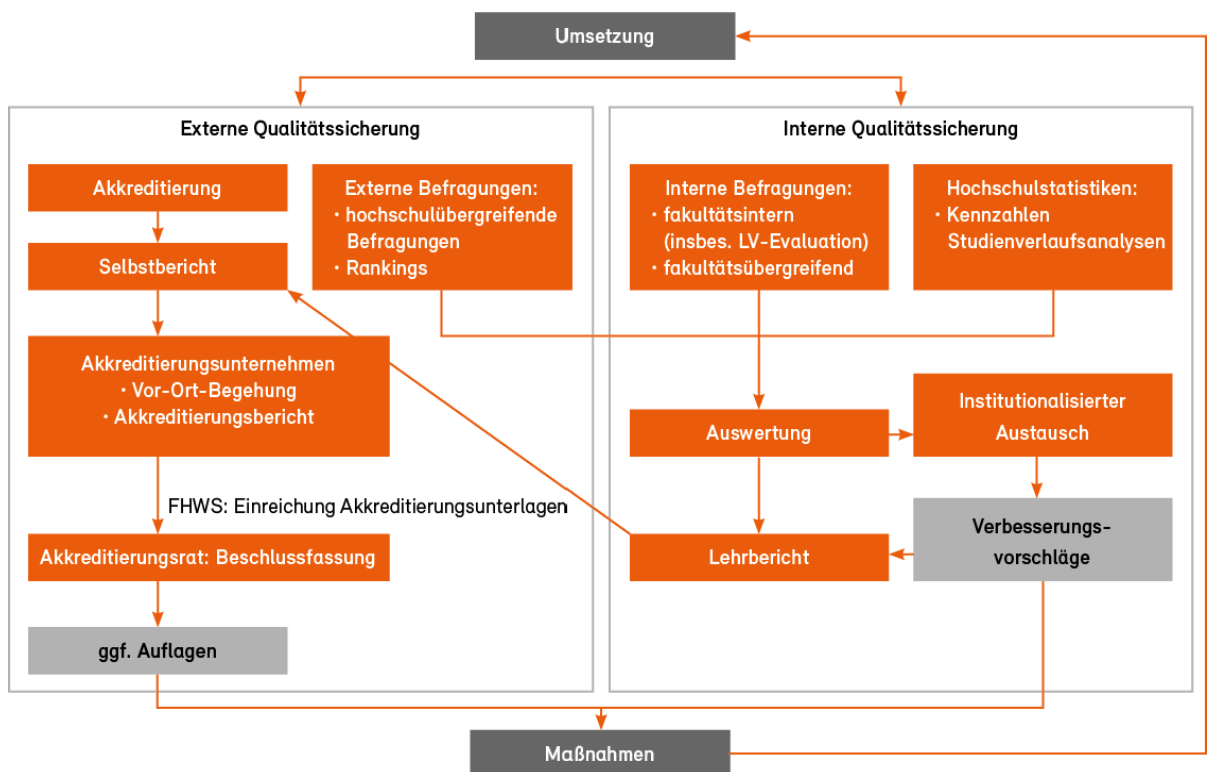 Umsetzung
Externe Qualitätssicherung
Akkreditierung
Selbstbericht
Akkreditierungsunternehmen
· Vor-Ort-Begehung
· Akkreditierungsbericht
FHWS: Einreichung Akkreditierungsunterlagen
Akkreditierungsrat: Beschlussfassung
ggf. Auflagen
Externe Befragungen:
· hochschulübergreifende
Befragungen
· Rankings
Interne Qualitätssicherung
Interne Befragungen:
· fakultätsintern
(insbes. LV-Evaluation)
· fakultätsübergreifend
Hochschulstatistiken:
· Kennzahlen
Studienverlaufsanalysen
Auswertung
Institutionalisierter
Austausch
Lehrbericht
Verbesserungs-
vorschläge
Maßnahmen